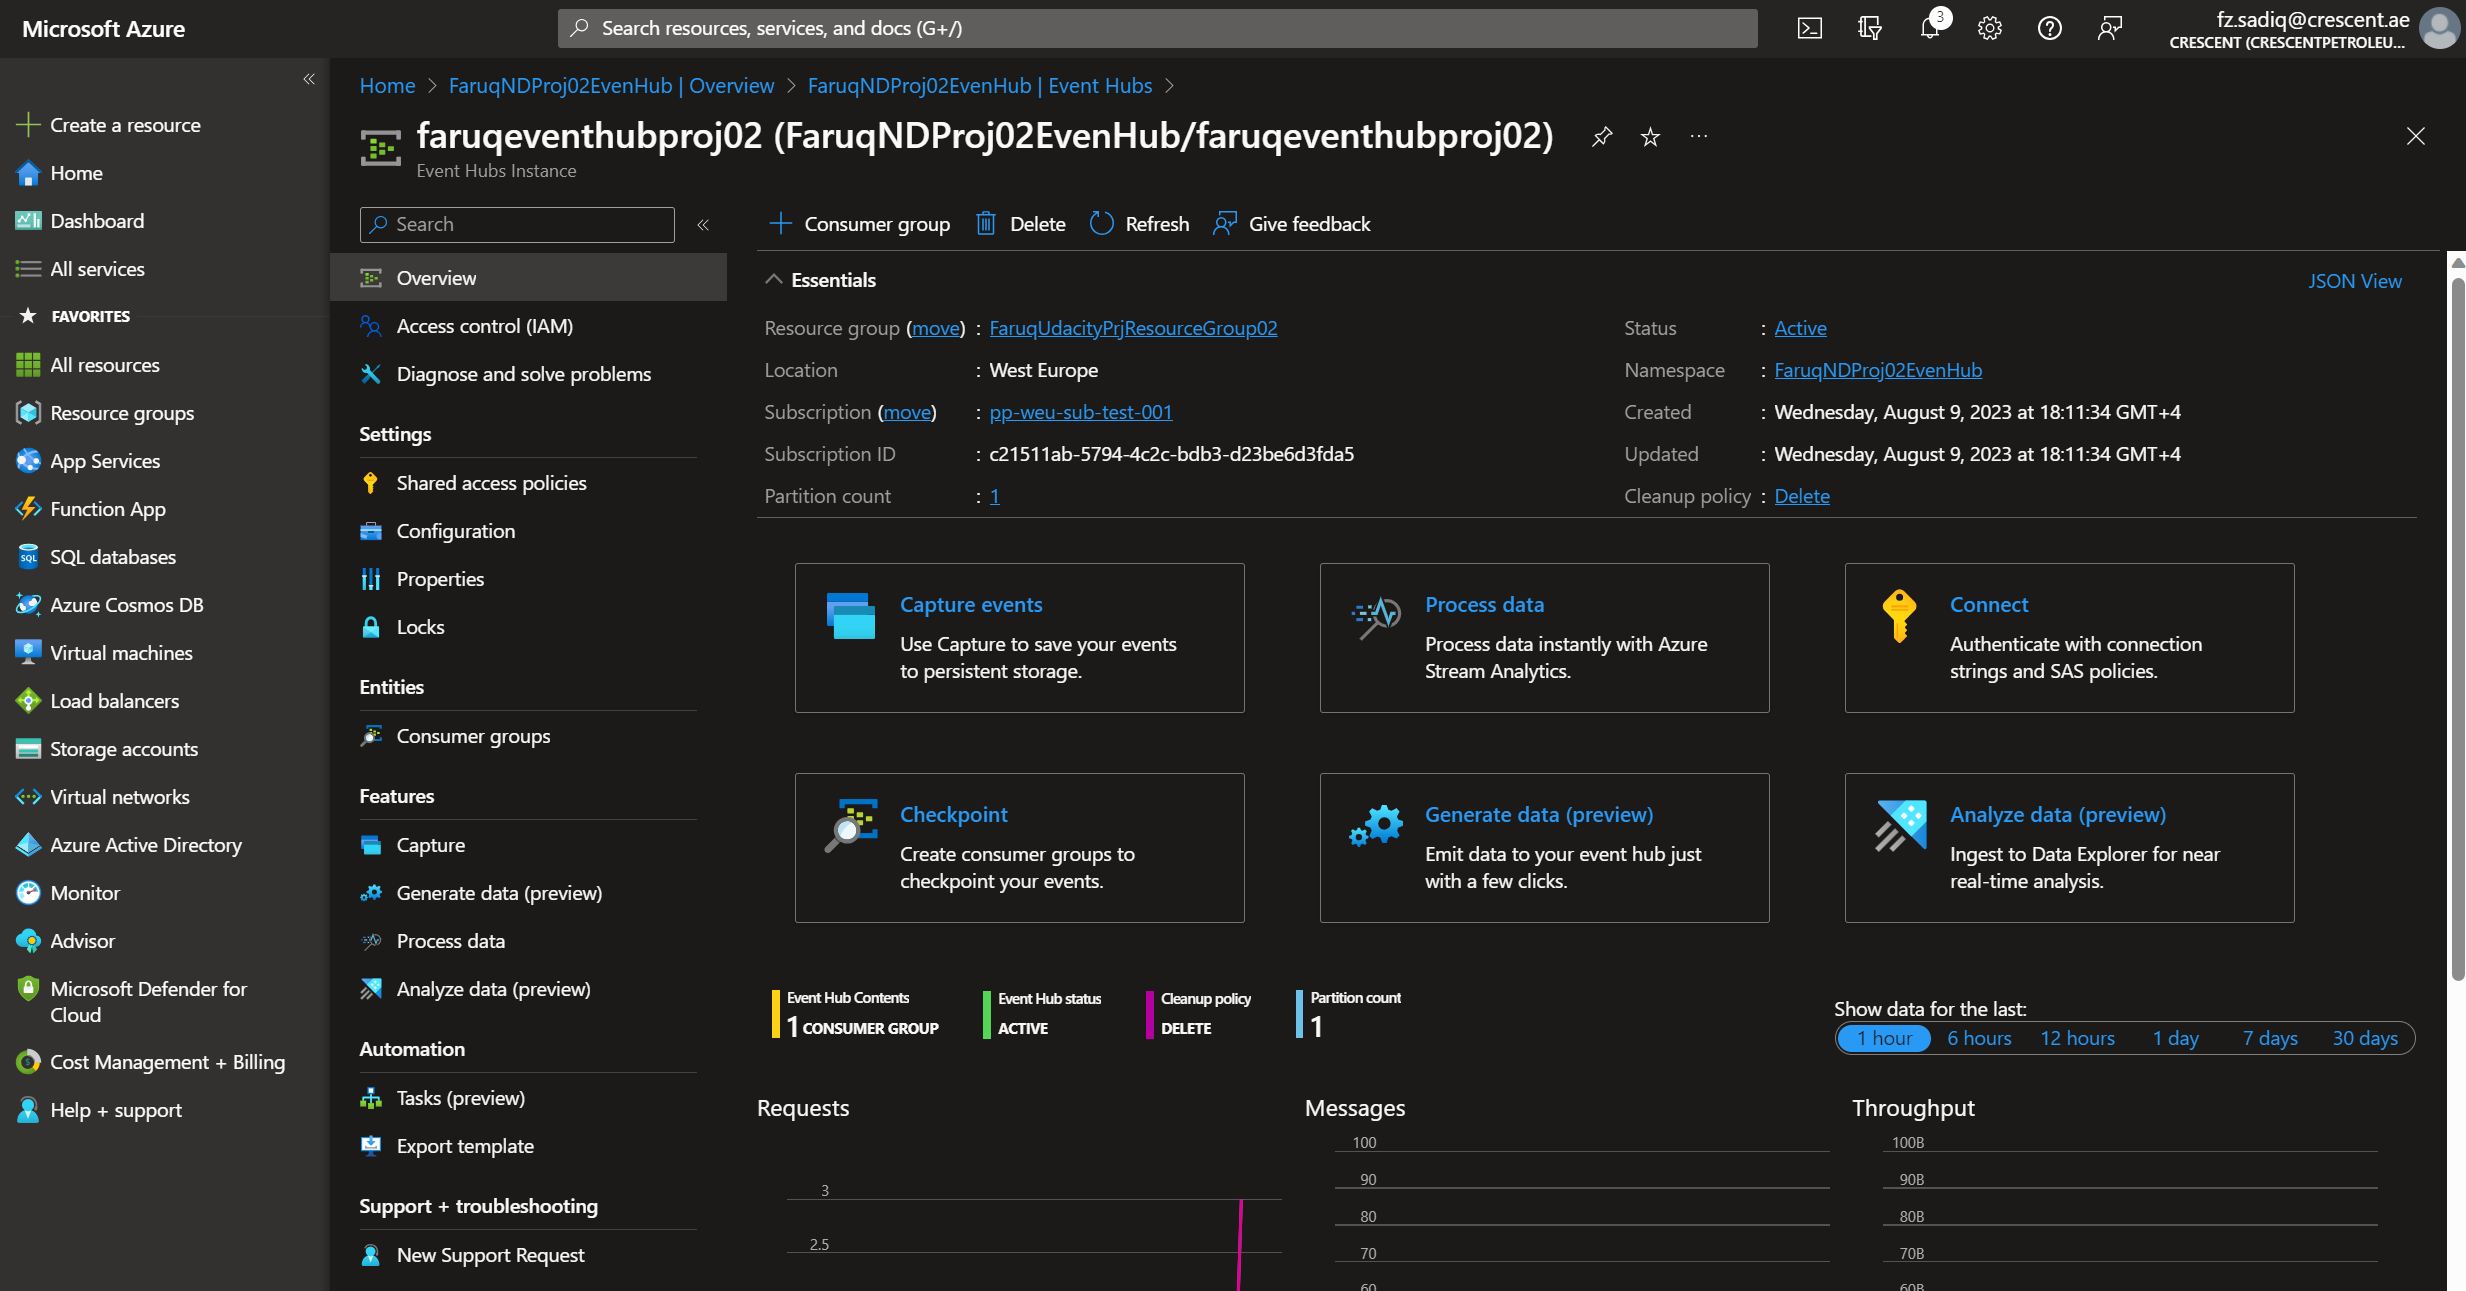 Microsoft Azure
Search resources, services, and docs (G+/)
3
fz.sadiq@crescent.ae
CRESCENT (CRESCENTPETROLEU...
Create a resource
Home
Dashboard
All services
FAVORITES
All resources
Resource groups
App Services
Function App
SQL databases
Azure Cosmos DB
Virtual machines
Load balancers
Storage accounts
Virtual networks
Azure Active Directory
Monitor
Advisor
Microsoft Defender for
Cloud
Cost Management + Billing
Help + support
Home > FaruqNDProj02EvenHub | Overview > FaruqNDProj02EvenHub | Event Hubs >
faruqeventhubproj02 (FaruqNDProj02EvenHub/faruqeventhubproj02)
Event Hubs Instance
Search
Overview
Access control (IAM)
Diagnose and solve problems
Settings
Shared access policies
Configuration
Properties
Locks
Entities
Consumer groups
Features
Capture
Generate data (preview)
Process data
Analyze data (preview)
Automation
Tasks (preview)
Export template
Support + troubleshooting
New Support Request
Consumer group
Delete
Refresh
Give feedback
Essentials
JSON View
Resource group (move) : FaruqUdacityPrjResourceGroup02
Location : West Europe
Subscription (move) : pp-weu-sub-test-001
Subscription ID : c21511ab-5794-4c2c-bdb3-d23be6d3fda5
Partition count : 1
Status : Active
Namespace : FaruqNDProj02EvenHub
Created : Wednesday, August 9, 2023 at 18:11:34 GMT+4
Updated : Wednesday, August 9, 2023 at 18:11:34 GMT+4
Cleanup policy : Delete
Capture events
Use Capture to save your events
to persistent storage.
Process data
Process data instantly with Azure
Stream Analytics.
Connect
Authenticate with connection
strings and SAS policies.
Checkpoint
Create consumer groups to
checkpoint your events.
Generate data (preview)
Emit data to your event hub just
with a few clicks.
Analyze data (preview)
Ingest to Data Explorer for near
real-time analysis.
Event Hub Contents
1 CONSUMER GROUP
Event Hub status
ACTIVE
Cleanup policy
DELETE
Partition count
1
Show data for the last:
1 hour 6 hours 12 hours 1 day 7 days 30 days
Requests
3
2.5
Messages
100
90
80
70
60
Throughput
100B
90B
80B
70B
60B